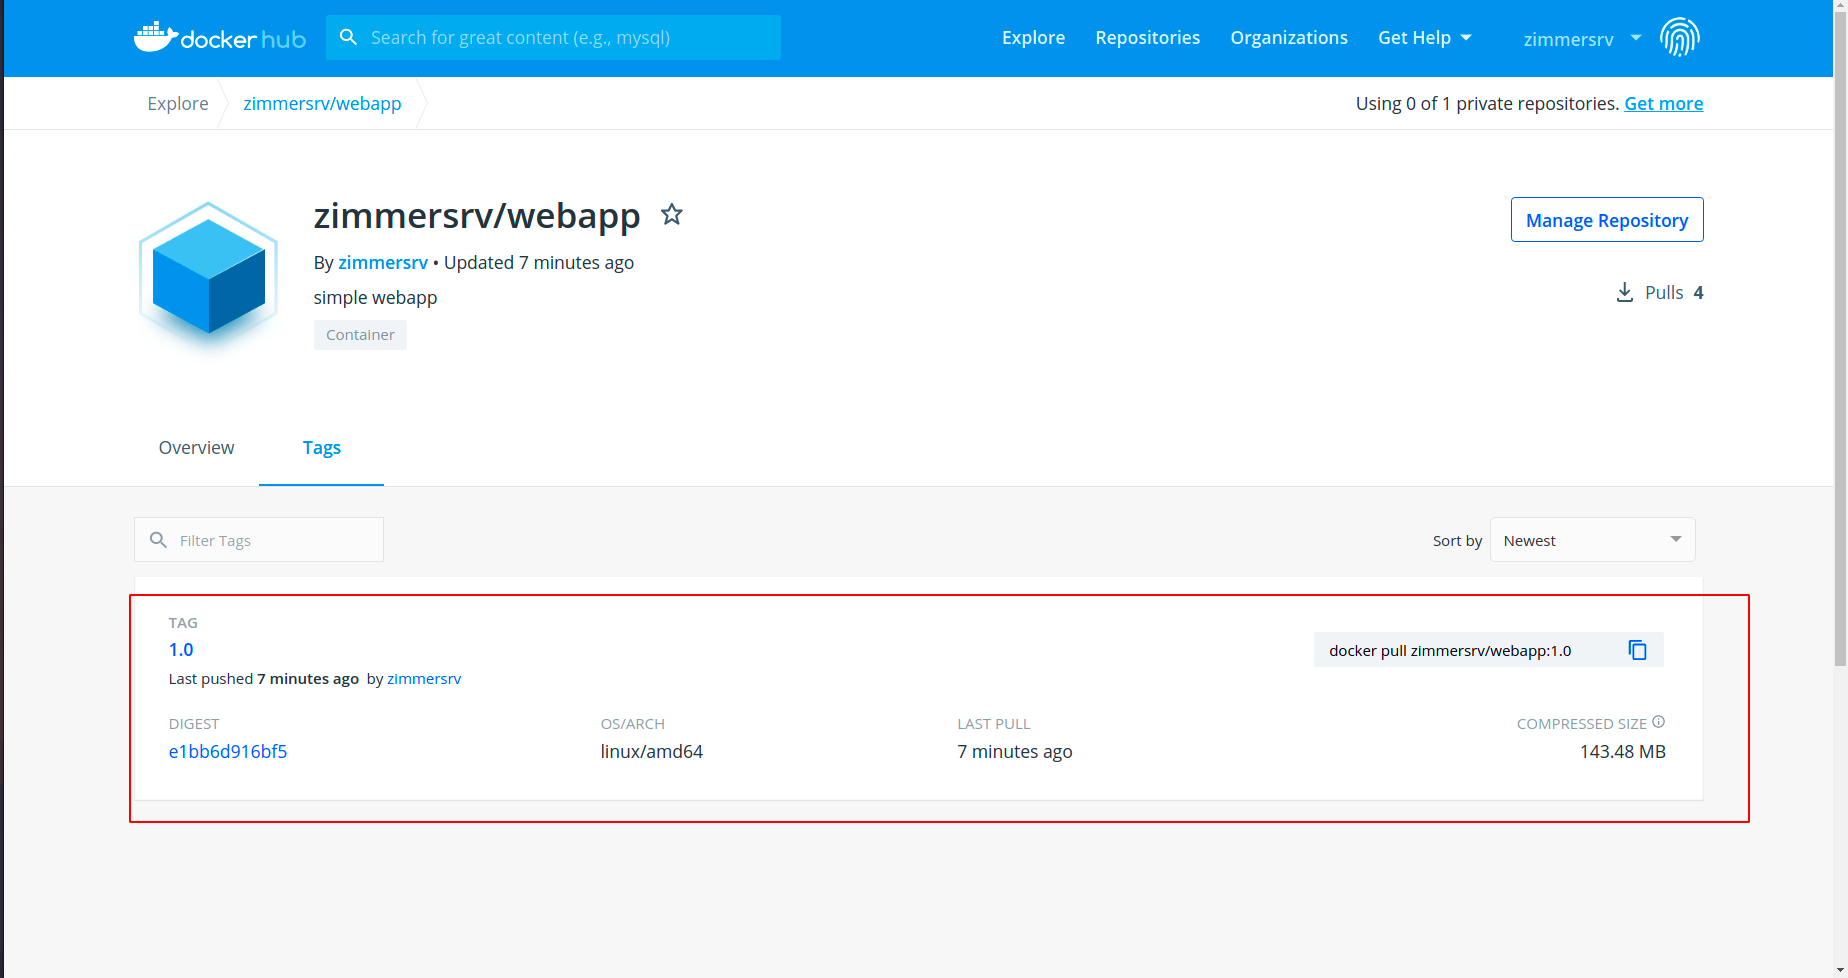 docker hub
Search for great content (e.g., mysql)
Explore
Repositories
Organizations
Get Help
zimmersrv
Explore
zimmersrv/webapp
Using 0 of 1 private repositories. Get more
zimmersrv/webapp
Manage Repository
By zimmersrv • Updated 7 minutes ago
Pulls 4
simple webapp
Container
Overview
Tags
Filter Tags
Sort by
Newest
TAG
1.0
docker pull zimmersrv/webapp:1.0
Last pushed 7 minutes ago by zimmersrv
DIGEST
OS/ARCH
LAST PULL
COMPRESSED SIZE
e1bb6d916bf5
linux/amd64
7 minutes ago
143.48 MB